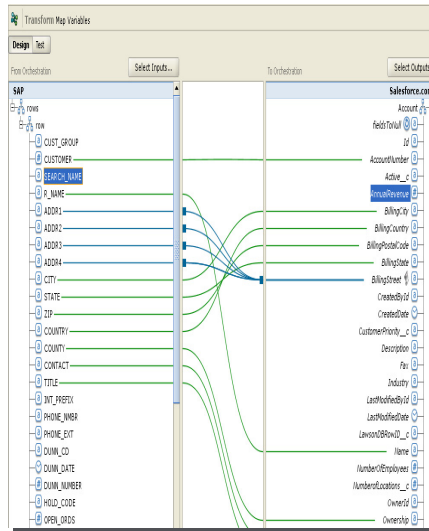 Transform Map Variables
Design Test
From Orchestration
Select Inputs...
To Orchestration
Select Outputs
SAP
rows
row
CUST_GROUP
CUSTOMER
SEARCH_NAME
R_NAME
ADDR1
ADDR2
ADDR3
ADDR4
CITY
STATE
ZIP
COUNTRY
COUNTY
CONTACT
TITLE
INT_PREFIX
PHONE_NMBR
PHONE_EXT
DUNN_CD
DUNN_DATE
DUNN_NUMBER
HOLD_CODE
OPEN_ORDS
Salesforce.co
Account
fieldsToNull
Id
AccountNumber
Active__c
AnnualRevenue
BillingCity
BillingCountry
BillingPostalCode
BillingState
BillingStreet
CreatedById
CreatedDate
CustomerPriority__c
Description
Fax
Industry
LastModifiedById
LastModifiedDate
LawsonDBRowID__c
Name
NumberOfEmployees
NumberofLocations__c
OwnerId
Ownership